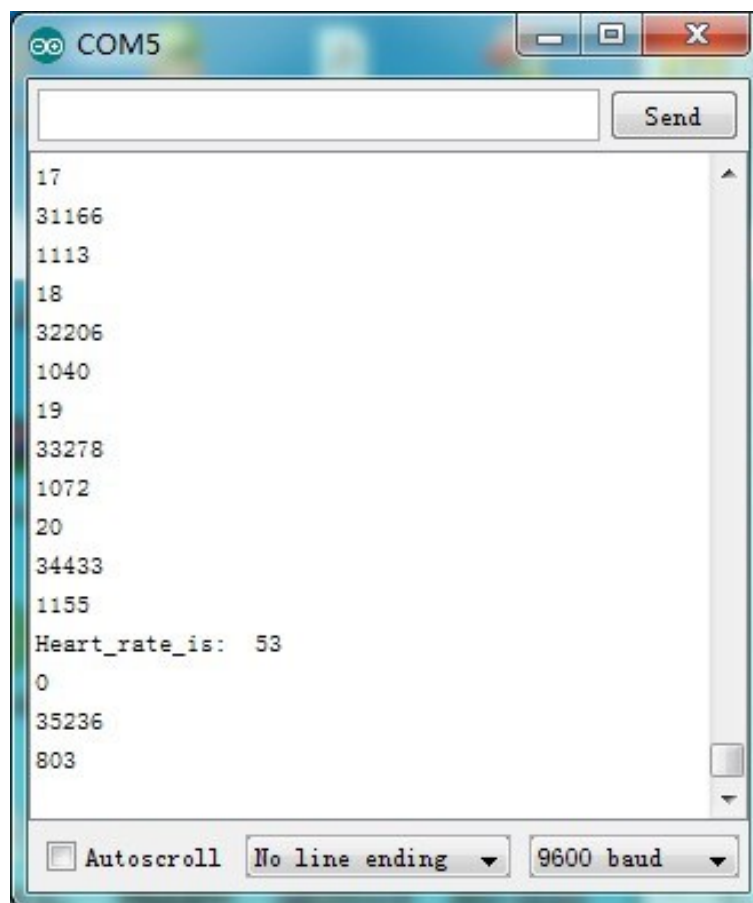 COM5
Send
17
31166
1113
18
32206
1040
19
33278
1072
20
34433
1155
Heart_rate_is:  53
0
35236
803
Autoscroll
No line ending
9600 baud